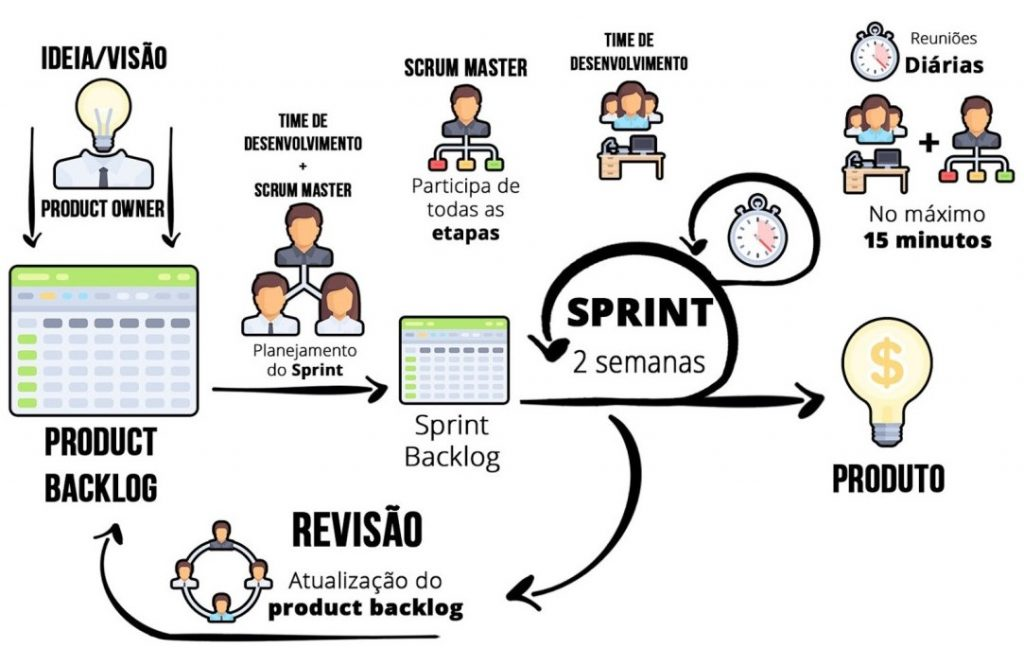 IDEIA/VISÃO
PRODUCT OWNER
PRODUCT
BACKLOG
TIME DE
DESENVOLVIMENTO
+
SCRUM MASTER
Planejamento
do Sprint
SCRUM MASTER
Participa de
todas as
etapas
Sprint
Backlog
TIME DE
DESENVOLVIMENTO
SPRINT
2 semanas
Reuniões
Diárias
+
No máximo
15 minutos
$
PRODUTO
REVISÃO
Atualização do
product backlog